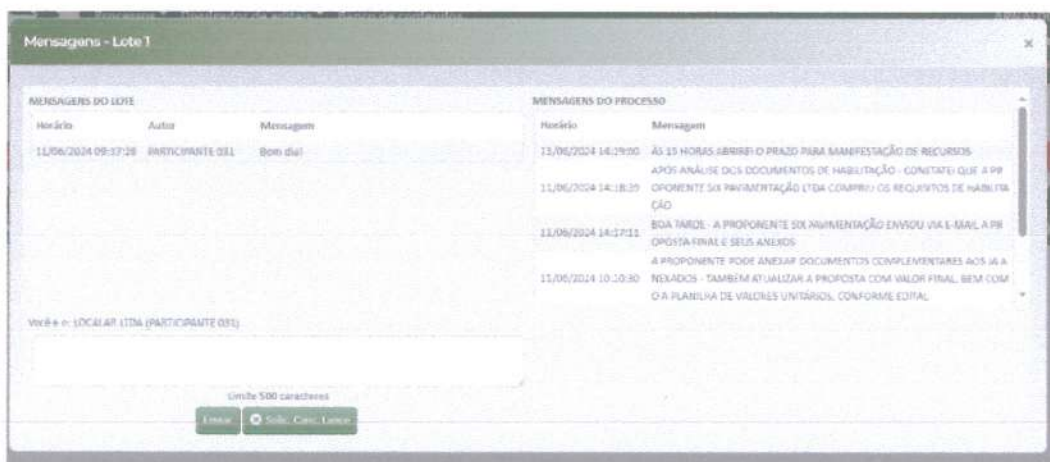 Mensagens - Lote 1
MENSAGENS DO LOTE
Horário Autor Mensagem
11/06/2024 09:17:26 PARTICIPANTE 031 Bom dia!
Você é o: LOCALAR LTDA (PARTICIPANTE 031)
Limite 500 caracteres
Enviar Solic. Canc. Lance
MENSAGENS DO PROCESSO
Horário Mensagem
11/06/2024 14:19:00 AS 15 HORAS ABRIREI O PRAZO PARA MANIFESTAÇÃO DE RECURSOS
APÓS ANÁLISE DOS DOCUMENTOS DE HABILITAÇÃO - CONSTATEI QUE A PR
11/06/2024 14:18:39 OPONENTE SIX PAVIMENTAÇÃO LTDA CUMPRIU OS REQUISITOS DE HABILITA
ÇÃO
11/06/2024 14:17:11 BOA TARDE - A PROPONENTE SIX PAVIMENTAÇÃO ENVIOU VIA E-MAIL A PR
OPOSTA FINAL E SEUS ANEXOS
A PROPONENTE PODE ANEXAR DOCUMENTOS COMPLEMENTARES AOS JÁ A
11/06/2024 10:10:30 NEXADOS - TAMBÉM ATUALIZAR A PROPOSTA COM VALOR FINAL, BEM COM
O A PLANILHA DE VALORES UNITÁRIOS, CONFORME EDITAL